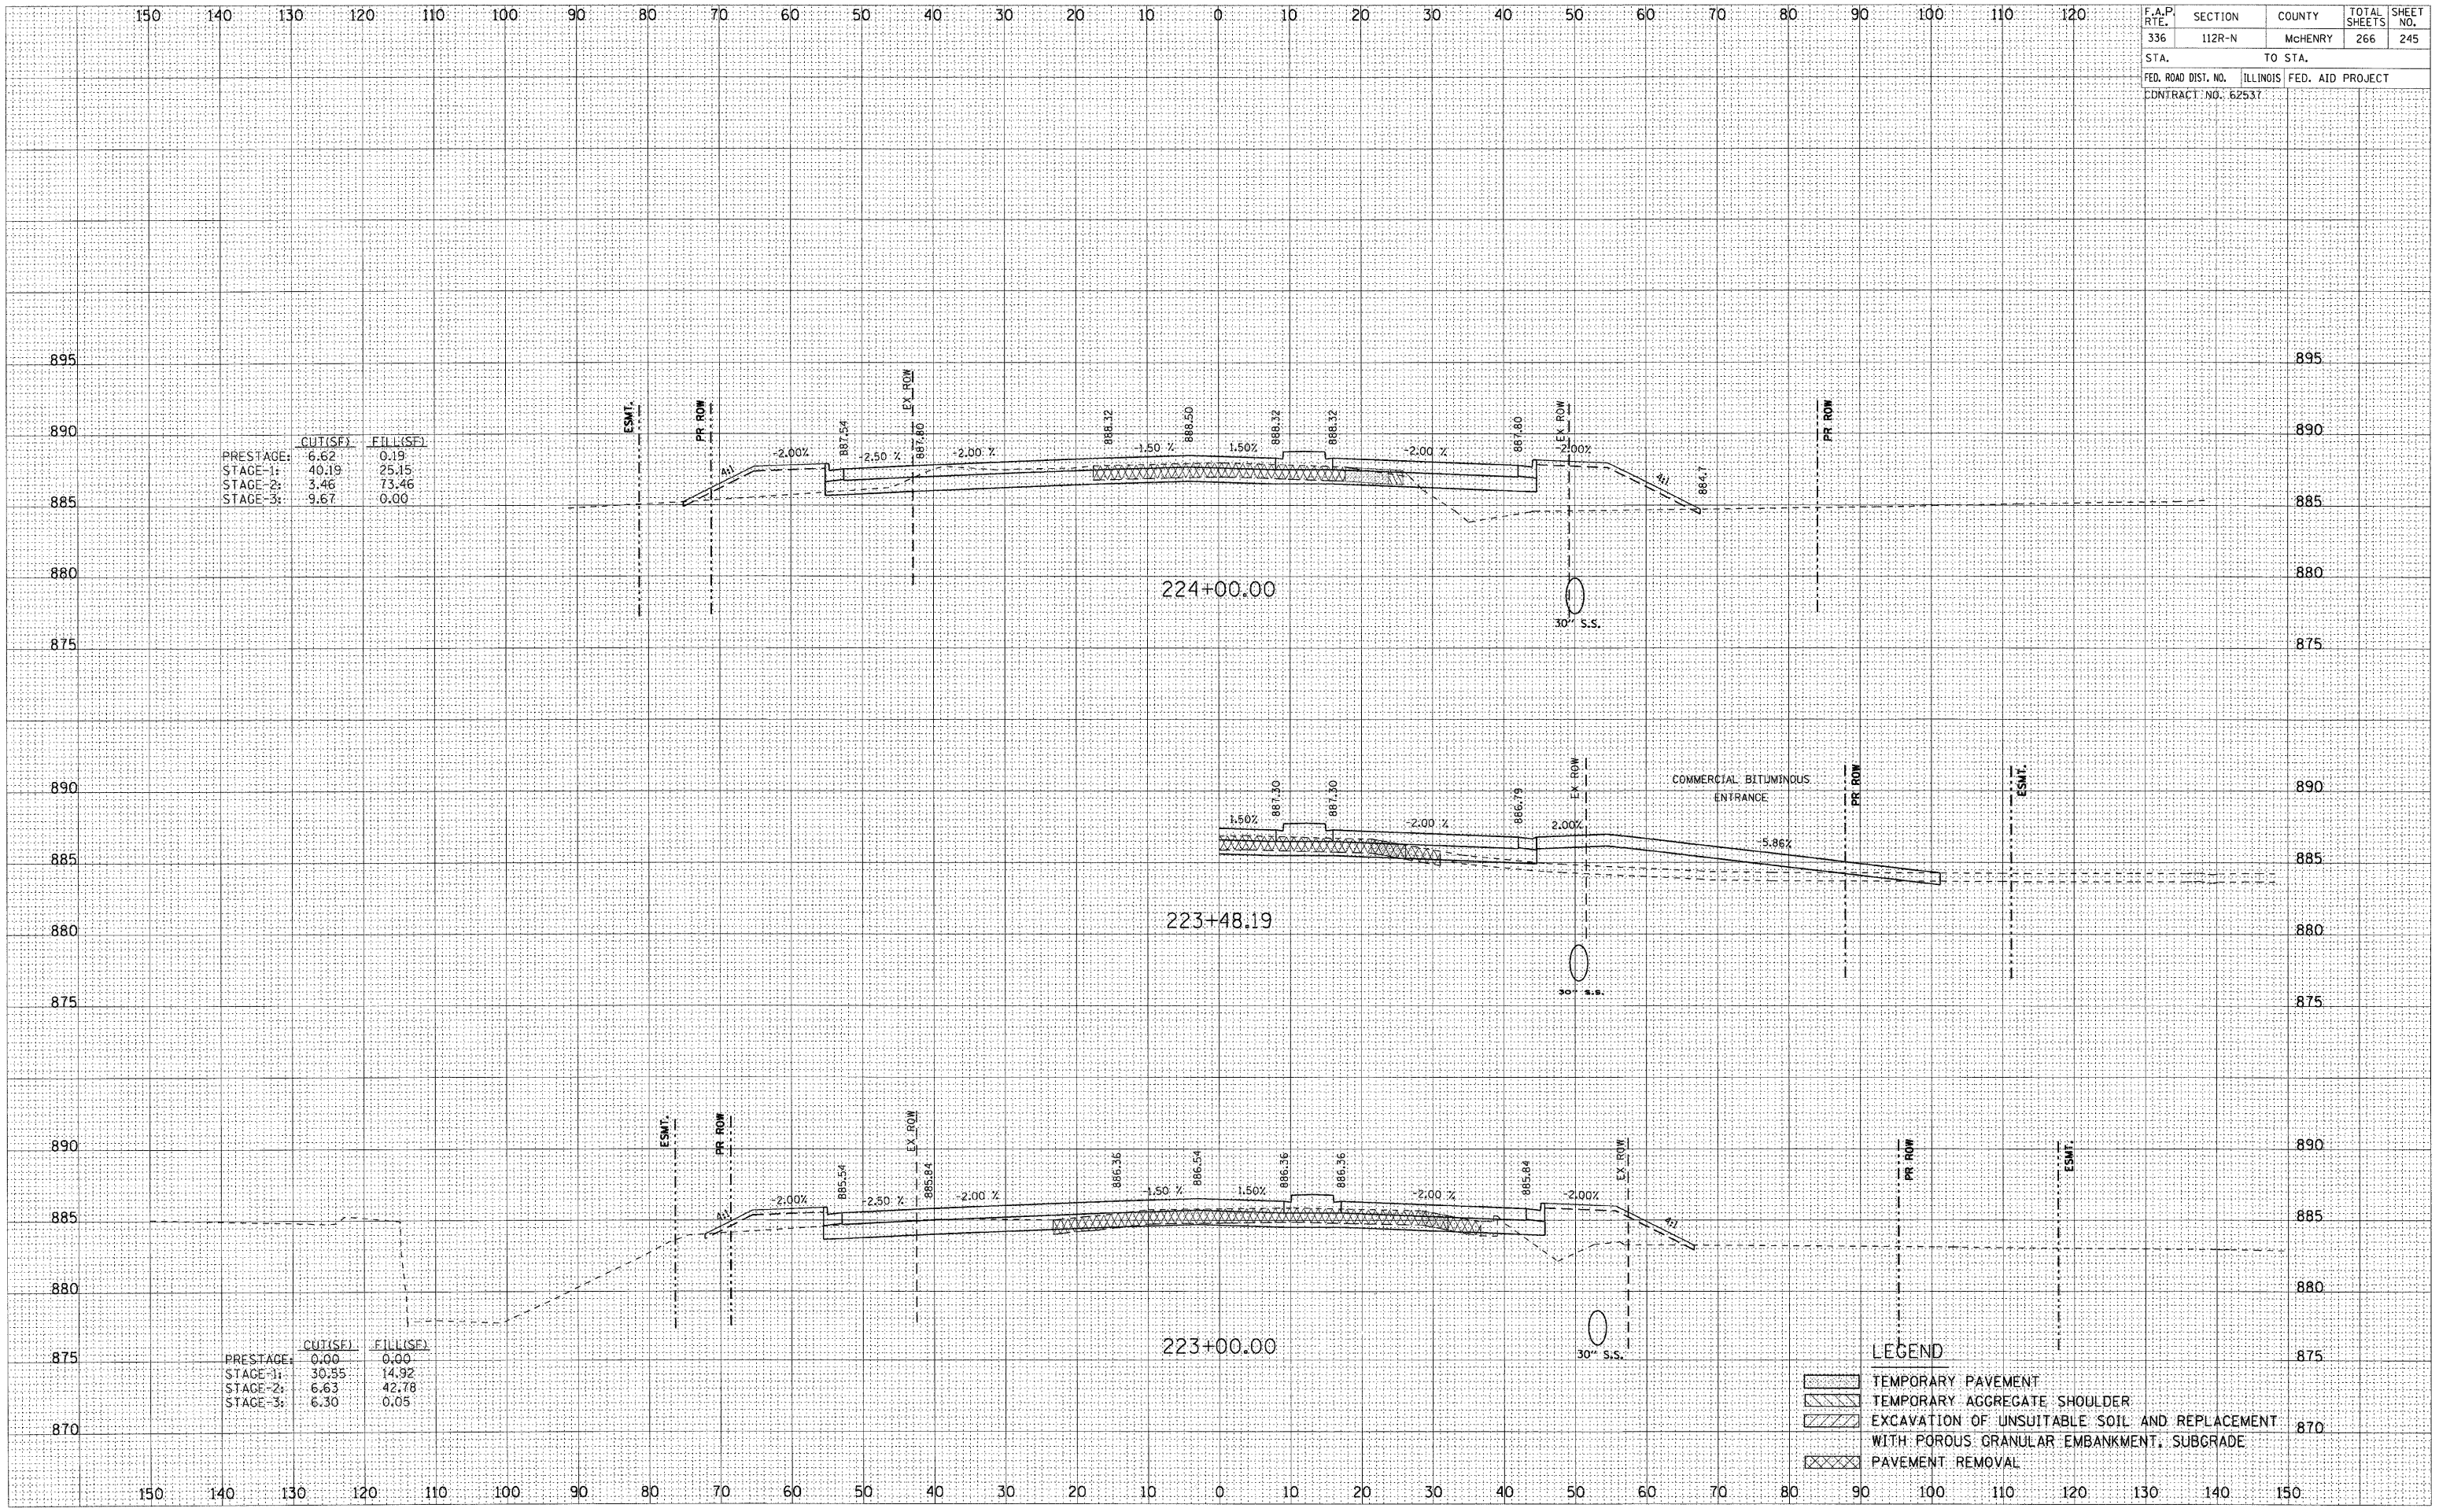 150 140 130 120 110 100 90 80 70 60 50 40 30 20 10 0 10 20 30 40 50 60 70 80 90 100 110 120
F.A.P. RTE. SECTION COUNTY TOTAL SHEETS SHEET NO.
336 112R-N McHENRY 266 245
STA. TO STA.
FED. ROAD DIST. NO. ILLINOIS FED. AID PROJECT
CONTRACT NO. 62537
895 895
890 890
885 885
880 880
875 875
CUT(SF) FILL(SF)
PRESTAGE: 6.62 0.19
STAGE-1: 40.19 25.15
STAGE-2: 3.46 73.46
STAGE-3: 9.67 0.00
ESMT.
PR ROW
4:1
-2.00%
887.54
-2.50 %
EX ROW
887.80
-2.00 %
888.32
-1.50 %
888.50
1.50%
888.32
888.32
-2.00 %
887.80
EX ROW
-2.00%
4:1
884.7
PR ROW
224+00.00
30" S.S.
890 890
885 885
880 880
875 875
1.50%
887.30
887.30
-2.00 %
886.79
2.00%
EX ROW
COMMERCIAL BITUMINOUS
ENTRANCE
-5.86%
PR ROW
ESMT.
223+48.19
30" S.S.
890 890
885 885
880 880
875 875
870 870
ESMT.
PR ROW
4:1
-2.00%
885.54
-2.50 %
EX ROW
885.84
-2.00 %
886.36
-1.50 %
886.54
1.50%
886.36
886.36
-2.00 %
885.84
-2.00%
EX ROW
4:1
PR ROW
ESMT.
223+00.00
30" S.S.
CUT(SF) FILL(SF)
PRESTAGE: 0.00 0.00
STAGE-1: 30.55 14.92
STAGE-2: 6.63 42.78
STAGE-3: 6.30 0.05
LEGEND
TEMPORARY PAVEMENT
TEMPORARY AGGREGATE SHOULDER
EXCAVATION OF UNSUITABLE SOIL AND REPLACEMENT
WITH POROUS GRANULAR EMBANKMENT, SUBGRADE
PAVEMENT REMOVAL
150 140 130 120 110 100 90 80 70 60 50 40 30 20 10 0 10 20 30 40 50 60 70 80 90 100 110 120 130 140 150